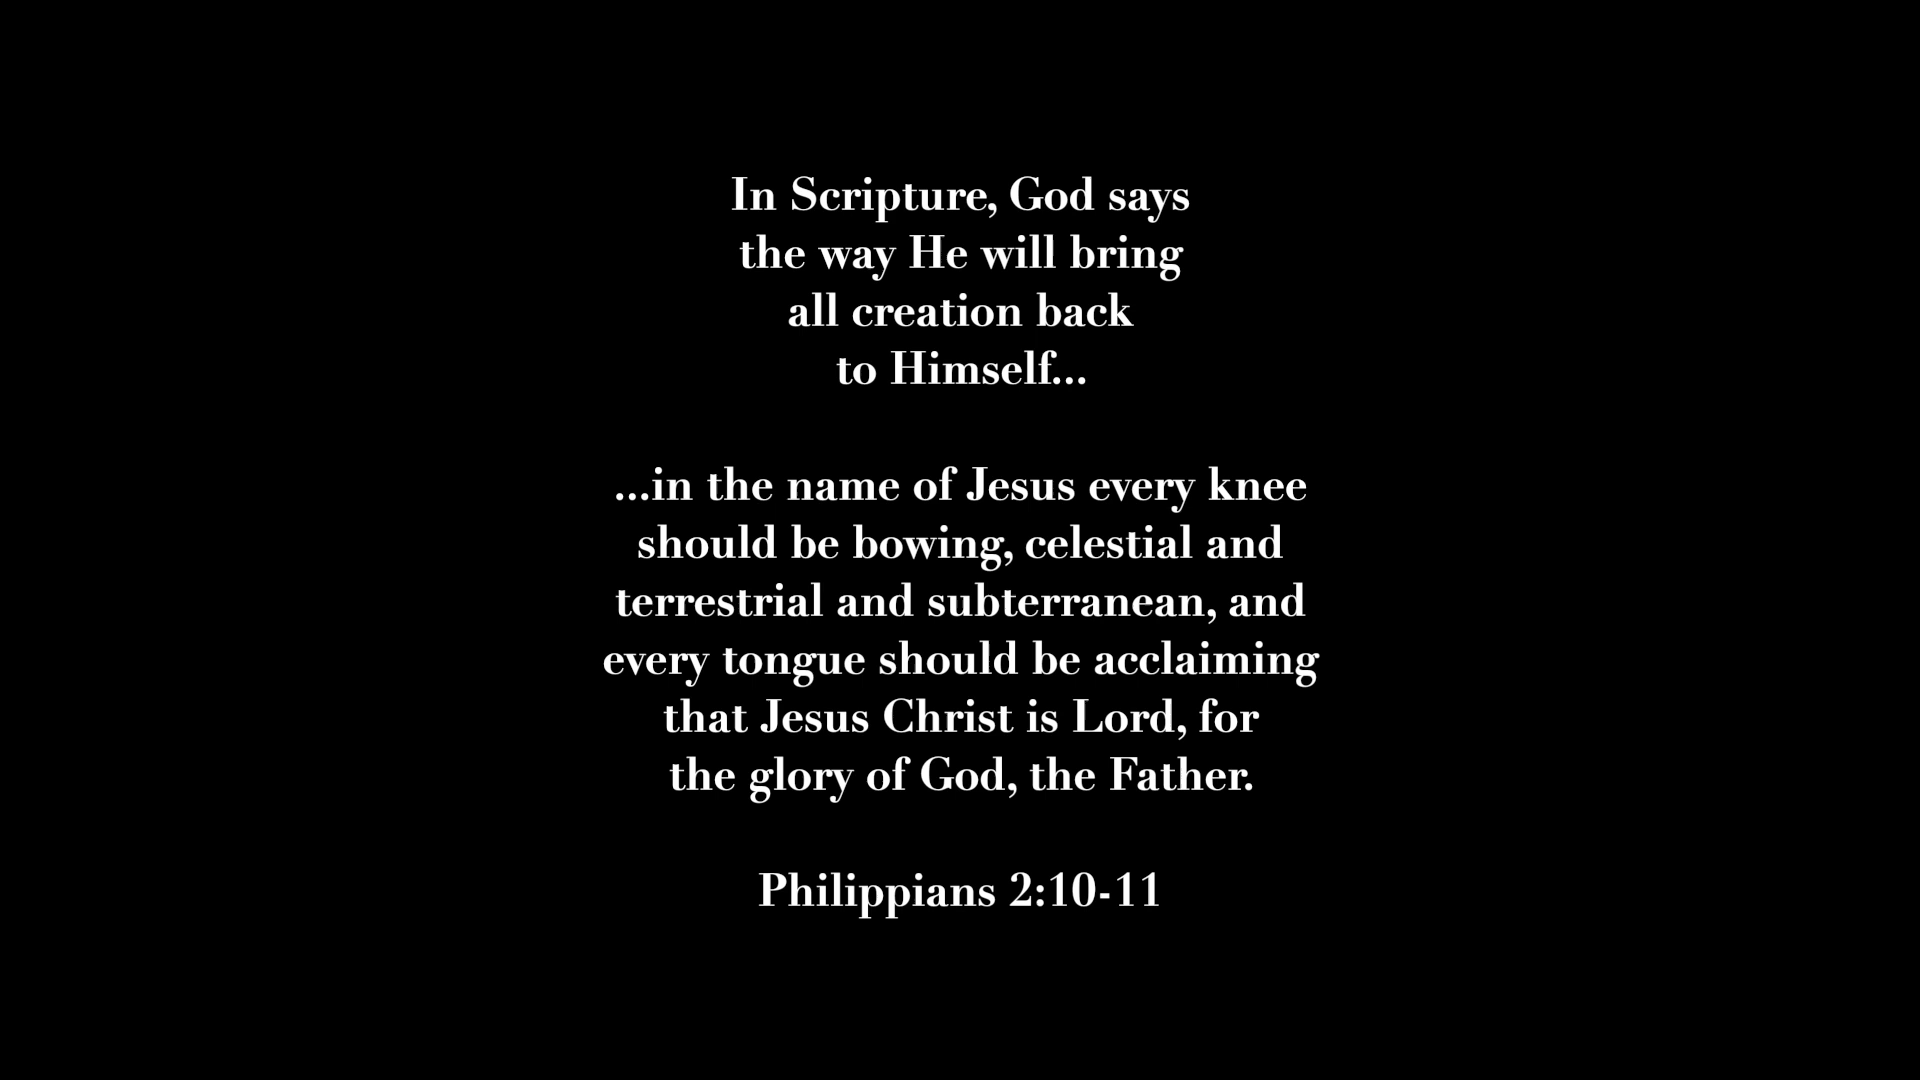 In Scripture, God says
the way He will bring
all creation back
to Himself...
...in the name of Jesus every knee
should be bowing, celestial and
terrestrial and subterranean, and
every tongue should be acclaiming
that Jesus Christ is Lord, for
the glory of God, the Father.
Philippians 2:10-11